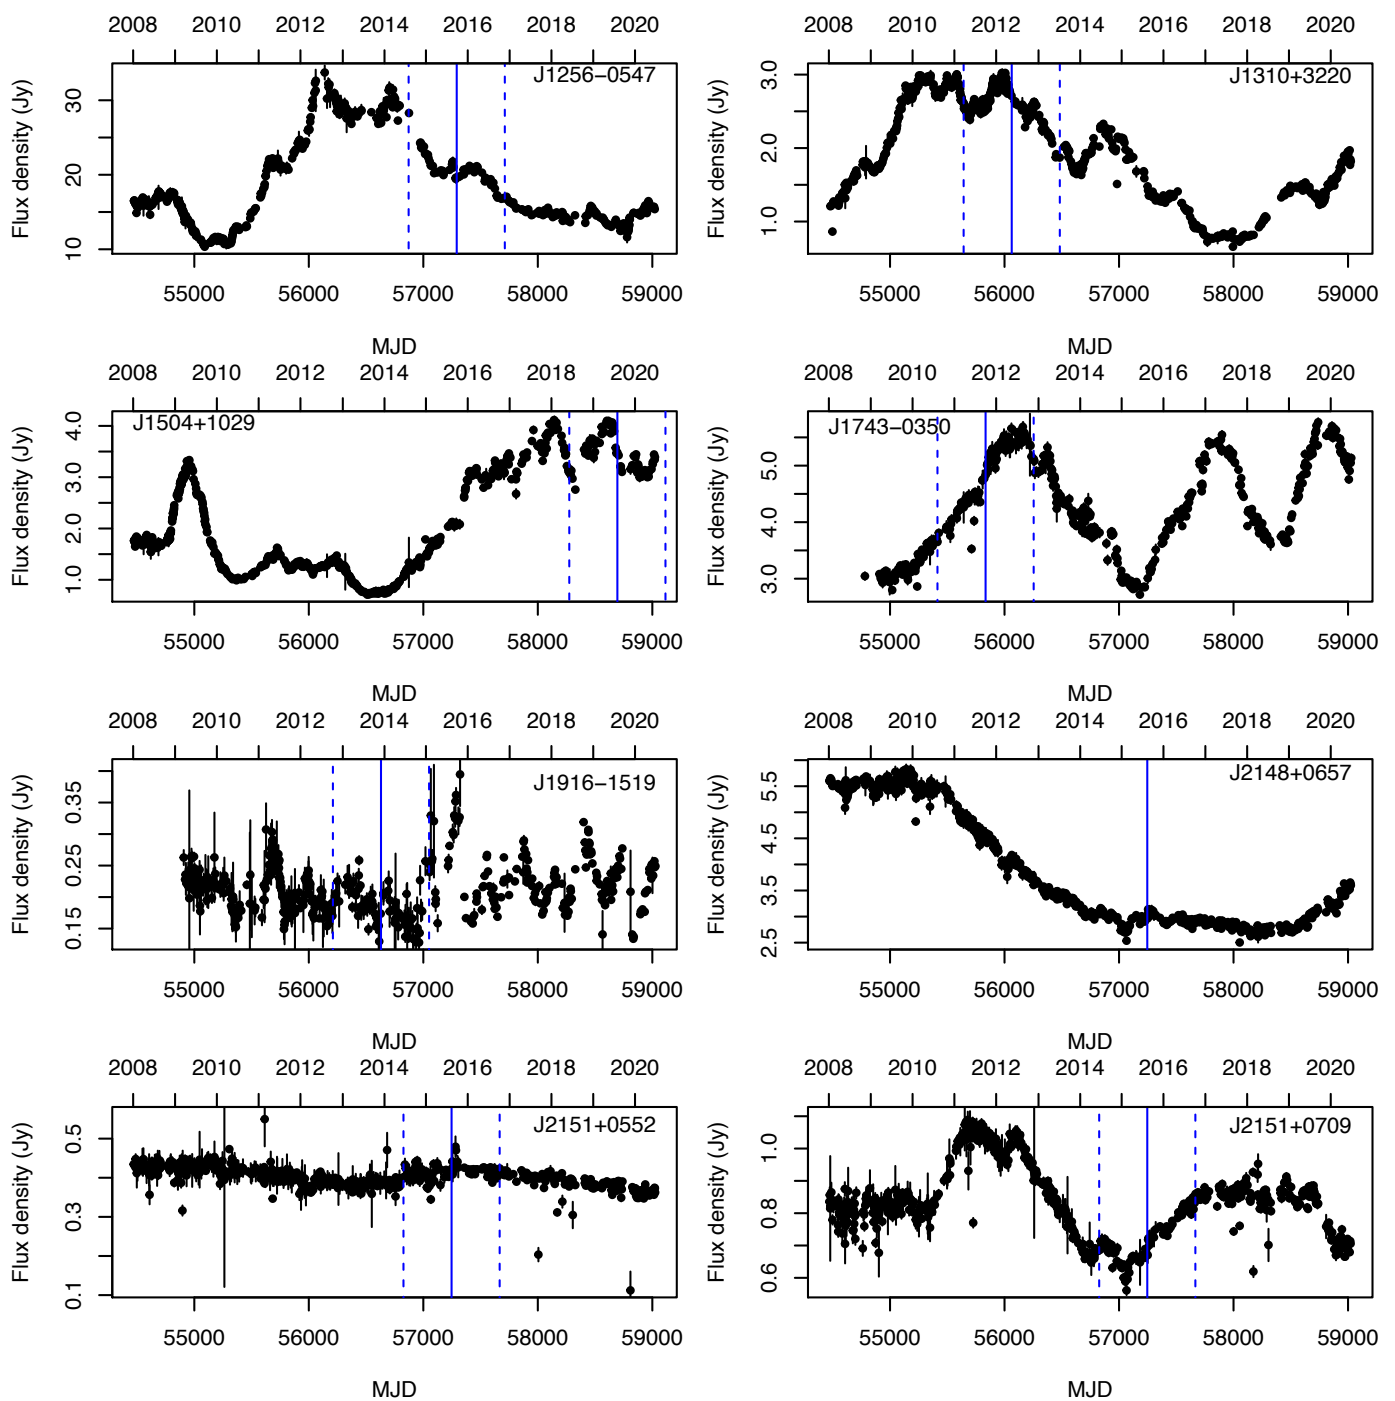 2008 2010 2012 2014 2016 2018 2020
J1256−0547
Flux density (Jy)
10 20 30
55000 56000 57000 58000 59000
MJD
2008 2010 2012 2014 2016 2018 2020
J1310+3220
Flux density (Jy)
1.0 2.0 3.0
55000 56000 57000 58000 59000
MJD
2008 2010 2012 2014 2016 2018 2020
J1504+1029
Flux density (Jy)
1.0 2.0 3.0 4.0
55000 56000 57000 58000 59000
MJD
2008 2010 2012 2014 2016 2018 2020
J1743−0350
Flux density (Jy)
3.0 4.0 5.0
55000 56000 57000 58000 59000
MJD
2008 2010 2012 2014 2016 2018 2020
J1916−1519
Flux density (Jy)
0.15 0.25 0.35
55000 56000 57000 58000 59000
MJD
2008 2010 2012 2014 2016 2018 2020
J2148+0657
Flux density (Jy)
2.5 3.5 4.5 5.5
55000 56000 57000 58000 59000
MJD
2008 2010 2012 2014 2016 2018 2020
J2151+0552
Flux density (Jy)
0.1 0.3 0.5
55000 56000 57000 58000 59000
MJD
2008 2010 2012 2014 2016 2018 2020
J2151+0709
Flux density (Jy)
0.6 0.8 1.0
55000 56000 57000 58000 59000
MJD